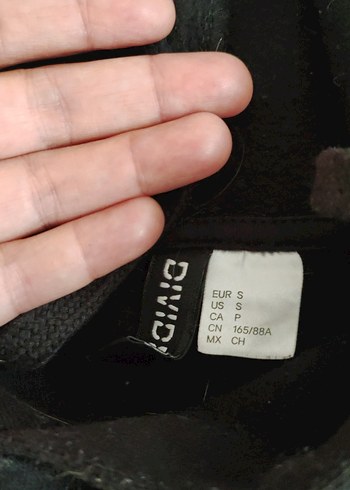 DIVID
EUR S
US S
CA P
CN 165/88A
MX CH